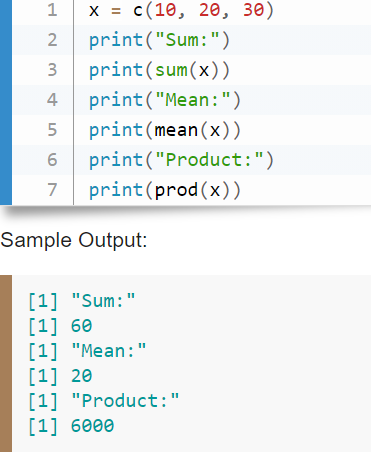 1 x = c(10, 20, 30)
2 print("Sum:")
3 print(sum(x))
4 print("Mean:")
5 print(mean(x))
6 print("Product:")
7 print(prod(x))
Sample Output:
[1] "Sum:"
[1] 60
[1] "Mean:"
[1] 20
[1] "Product:"
[1] 6000